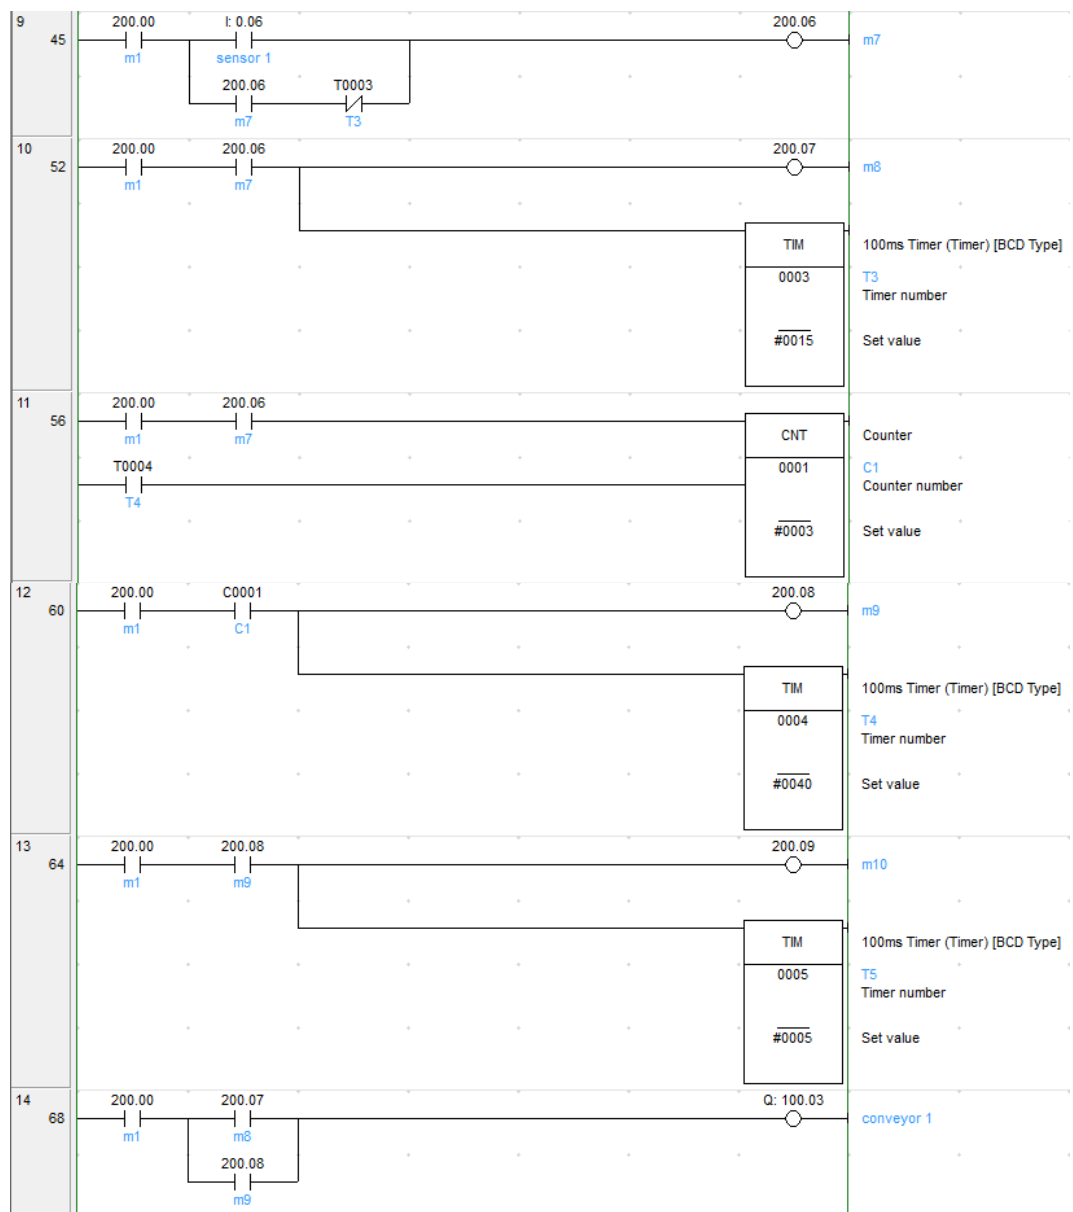 9 200.00 I: 0.06 200.06
45 m7
m1 sensor 1
200.06 T0003
m7 T3
10 200.00 200.06 200.07
52 m8
m1 m7
TIM 100ms Timer (Timer) [BCD Type]
0003 T3
Timer number
#0015 Set value
11 200.00 200.06
56
m1 m7
CNT Counter
T0004 0001 C1
Counter number
T4
#0003 Set value
12 200.00 C0001 200.08
60 m9
m1 C1
TIM 100ms Timer (Timer) [BCD Type]
0004 T4
Timer number
#0040 Set value
13 200.00 200.08 200.09
64 m10
m1 m9
TIM 100ms Timer (Timer) [BCD Type]
0005 T5
Timer number
#0005 Set value
14 200.00 200.07 Q: 100.03
68 conveyor 1
m1 m8
200.08
m9